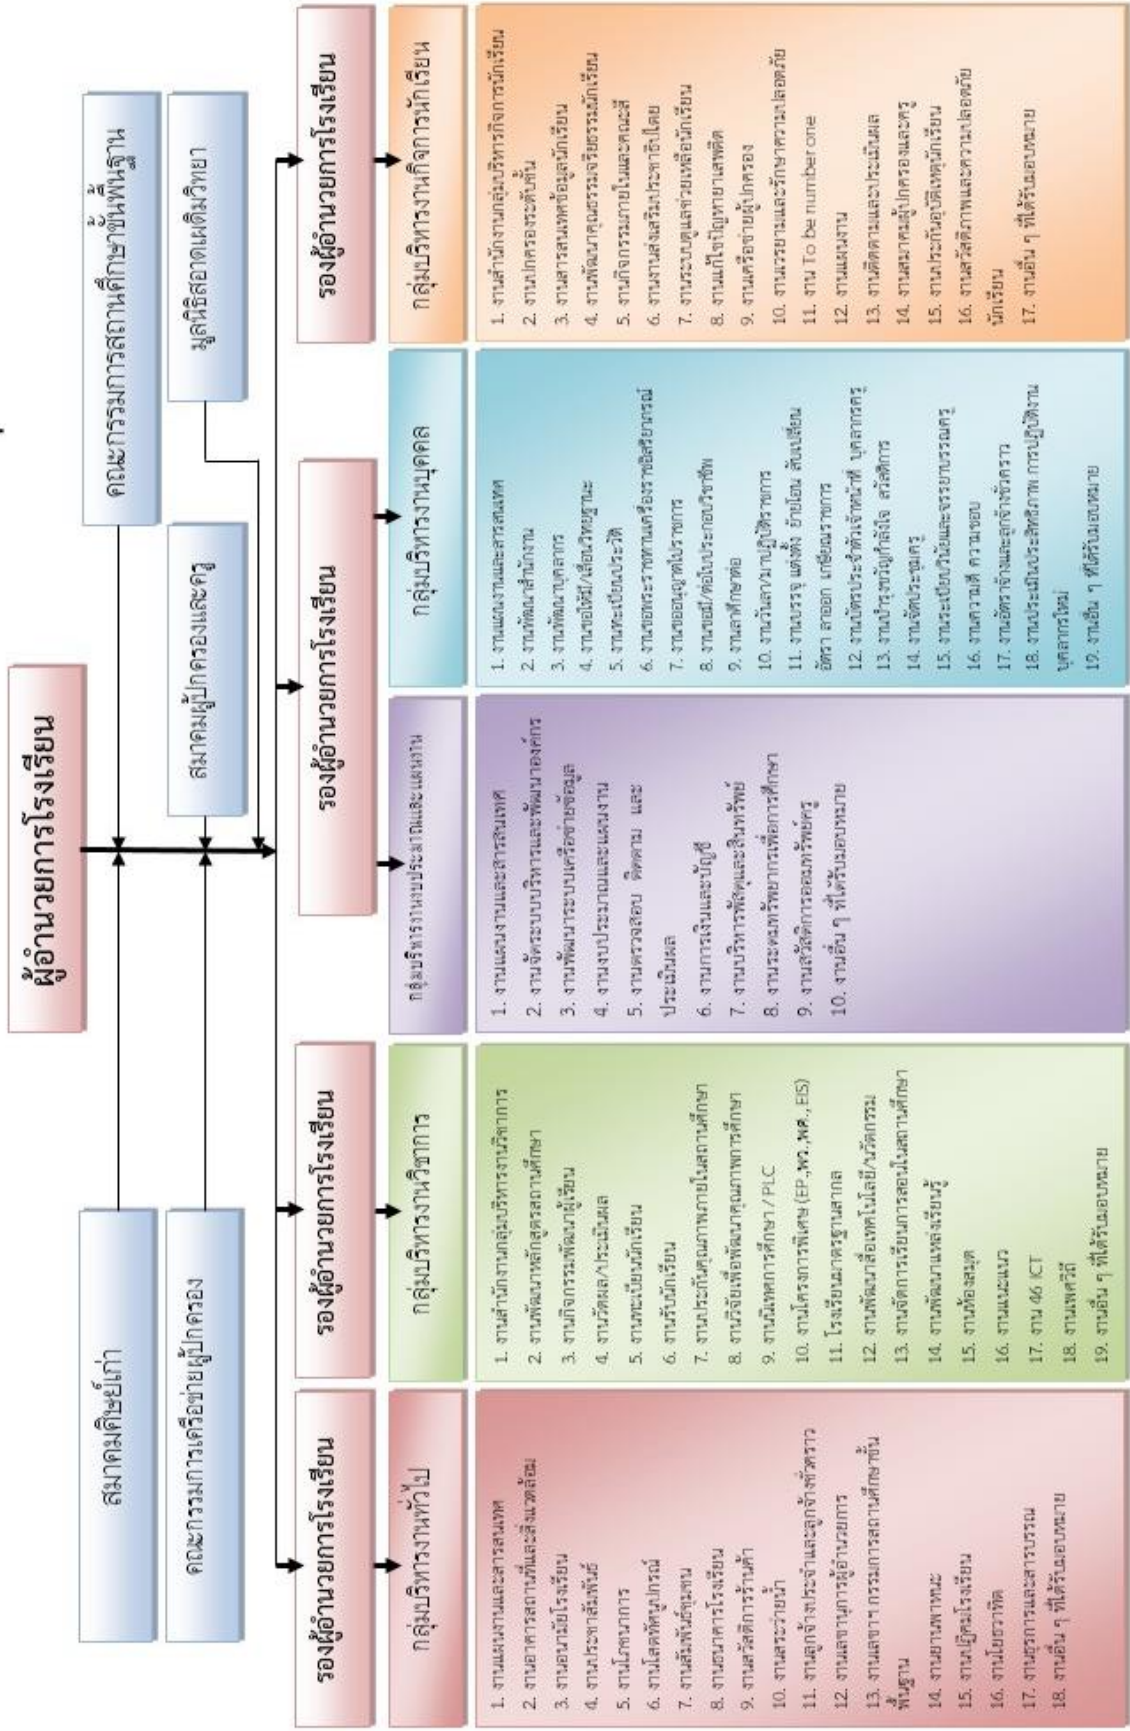 ผู้อำนวยการโรงเรียน
สมาคมศิษย์เก่า
คณะกรรมการสถานศึกษาขั้นพื้นฐาน
คณะกรรมการเครือข่ายผู้ปกครอง
สมาคมผู้ปกครองและครู
มูลนิธิสอาดเผดิมวิทยา
รองผู้อำนวยการโรงเรียน
รองผู้อำนวยการโรงเรียน
รองผู้อำนวยการโรงเรียน
รองผู้อำนวยการโรงเรียน
กลุ่มบริหารงานทั่วไป
1. งานแผนงานและสารสนเทศ
2. งานอาคารสถานที่และสิ่งแวดล้อม
3. งานอนามัยโรงเรียน
4. งานประชาสัมพันธ์
5. งานโภชนาการ
6. งานโสตทัศนูปกรณ์
7. งานสัมพันธ์ชุมชน
8. งานธนาคารโรงเรียน
9. งานสวัสดิการร้านค้า
10. งานสระว่ายน้ำ
11. งานลูกจ้างประจำและลูกจ้างชั่วคราว
12. งานเลขานุการผู้อำนวยการ
13. งานเลขาฯ กรรมการสถานศึกษาขั้น
พื้นฐาน
14. งานยานพาหนะ
15. งานปฏิคมโรงเรียน
16. งานโยธวาทิต
17. งานธุรการและสารบรรณ
18. งานอื่น ๆ ที่ได้รับมอบหมาย
กลุ่มบริหารงานวิชาการ
1. งานสำนักงานกลุ่มบริหารงานวิชาการ
2. งานพัฒนาหลักสูตรสถานศึกษา
3. งานกิจกรรมพัฒนาผู้เรียน
4. งานวัดผล/ประเมินผล
5. งานทะเบียนนักเรียน
6. งานรับนักเรียน
7. งานประกันคุณภาพภายในสถานศึกษา
8. งานวิจัยเพื่อพัฒนาคุณภาพการศึกษา
9. งานนิเทศการศึกษา / PLC
10. งานโครงการพิเศษ (EP.,พว.,พศ., EIS)
11. โรงเรียนมาตรฐานสากล
12. งานพัฒนาสื่อเทคโนโลยี/นวัตกรรม
13. งานจัดการเรียนการสอนในสถานศึกษา
14. งานพัฒนาแหล่งเรียนรู้
15. งานห้องสมุด
16. งานแนะแนว
17. งาน 46 ICT
18. งานเพศวิถี
19. งานอื่น ๆ ที่ได้รับมอบหมาย
กลุ่มบริหารงานงบประมาณและแผนงาน
1. งานแผนงานและสารสนเทศ
2. งานจัดระบบบริหารและพัฒนาองค์กร
3. งานพัฒนาระบบเครือข่ายข้อมูล
4. งานงบประมาณและแผนงาน
5. งานตรวจสอบ ติดตาม และ
ประเมินผล
6. งานการเงินและบัญชี
7. งานบริหารพัสดุและสินทรัพย์
8. งานระดมทรัพยากรเพื่อการศึกษา
9. งานสวัสดิการออมทรัพย์ครู
10. งานอื่น ๆ ที่ได้รับมอบหมาย
กลุ่มบริหารงานบุคคล
1. งานแผนงานและสารสนเทศ
2. งานพัฒนาสำนักงาน
3. งานพัฒนาบุคลากร
4. งานขอให้มี/เลื่อนวิทยฐานะ
5. งานทะเบียนประวัติ
6. งานขอพระราชทานเครื่องราชอิสริยาภรณ์
7. งานขออนุญาตไปราชการ
8. งานขอมี/ต่อใบประกอบวิชาชีพ
9. งานลาศึกษาต่อ
10. งานวันลา/มาปฏิบัติราชการ
11. งานบรรจุ แต่งตั้ง ย้ายโอน สับเปลี่ยน
อัตรา ลาออก เกษียณราชการ
12. งานบัตรประจำตัวเจ้าหน้าที่ บุคลากรครู
13. งานบำรุงขวัญกำลังใจ สวัสดิการ
14. งานจัดประชุมครู
15. งานระเบียบวินัยและจรรยาบรรณครู
16. งานความดี ความชอบ
17. งานอัตราจ้างและลูกจ้างชั่วคราว
18. งานประเมินประสิทธิภาพ การปฏิบัติงาน
บุคลากรใหม่
19. งานอื่น ๆ ที่ได้รับมอบหมาย
กลุ่มบริหารงานกิจการนักเรียน
1. งานสำนักงานกลุ่มบริหารกิจการนักเรียน
2. งานปกครองระดับชั้น
3. งานสารสนเทศข้อมูลนักเรียน
4. งานพัฒนาคุณธรรมจริยธรรมนักเรียน
5. งานกิจกรรมภายในและคณะสี
6. งานงานส่งเสริมประชาธิปไตย
7. งานระบบดูแลช่วยเหลือนักเรียน
8. งานแก้ไขปัญหายาเสพติด
9. งานเครือข่ายผู้ปกครอง
10. งานเวรยามและรักษาความปลอดภัย
11. งาน To be number one
12. งานแผนงาน
13. งานติดตามและประเมินผล
14. งานสมาคมผู้ปกครองและครู
15. งานประกันอุบัติเหตุนักเรียน
16. งานสวัสดิภาพและความปลอดภัย
นักเรียน
17. งานอื่น ๆ ที่ได้รับมอบหมาย